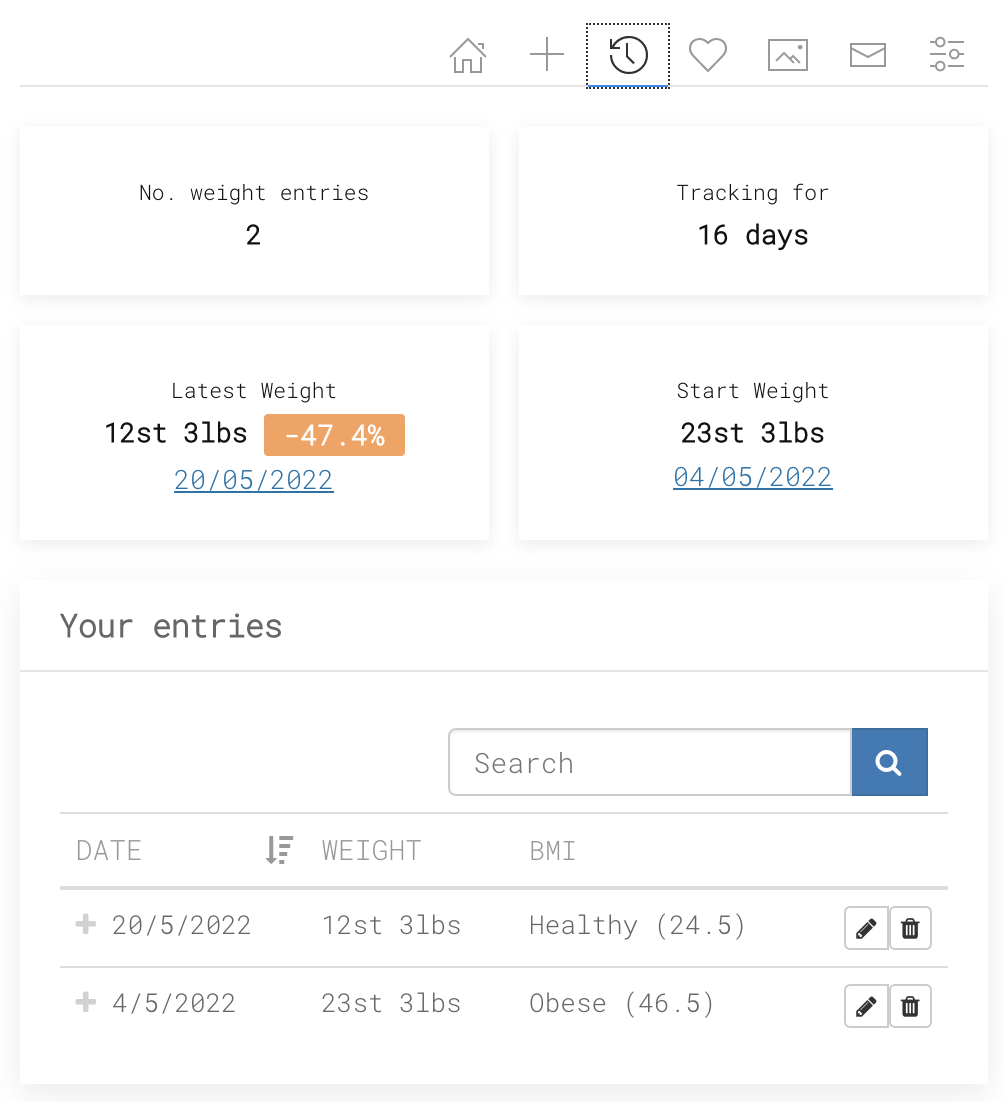 No. weight entries
2
Tracking for
16 days
Latest Weight
12st 3lbs -47.4%
20/05/2022
Start Weight
23st 3lbs
04/05/2022
Your entries
Search
DATE WEIGHT BMI
20/5/2022 12st 3lbs Healthy (24.5)
4/5/2022 23st 3lbs Obese (46.5)